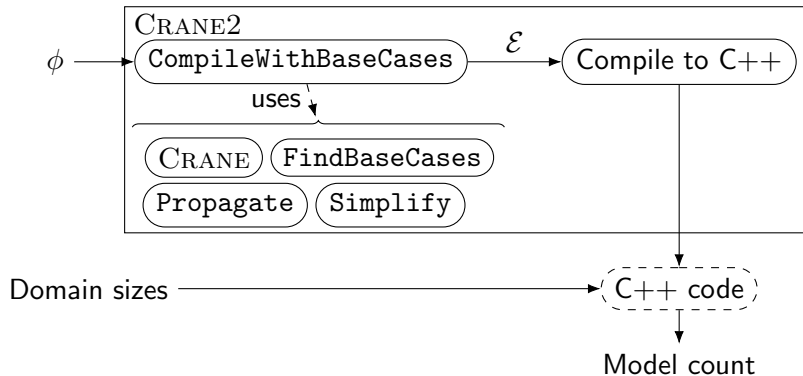 CRANE2
ϕ CompileWithBaseCases ℰ Compile to C++
uses
CRANE FindBaseCases
Propagate Simplify
Domain sizes C++ code
Model count